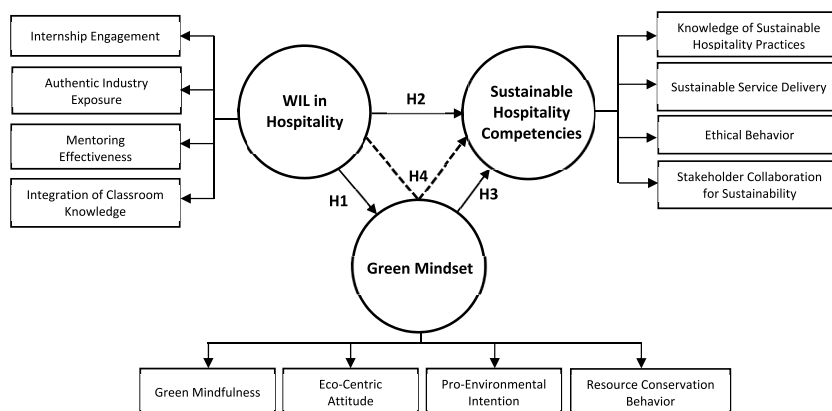 Internship Engagement
Authentic Industry
Exposure
Mentoring
Effectiveness
Integration of Classroom
Knowledge
WIL in
Hospitality
H2
Sustainable
Hospitality
Competencies
H4
H1
H3
Green Mindset
Knowledge of Sustainable
Hospitality Practices
Sustainable Service Delivery
Ethical Behavior
Stakeholder Collaboration
for Sustainability
Green Mindfulness
Eco-Centric
Attitude
Pro-Environmental
Intention
Resource Conservation
Behavior